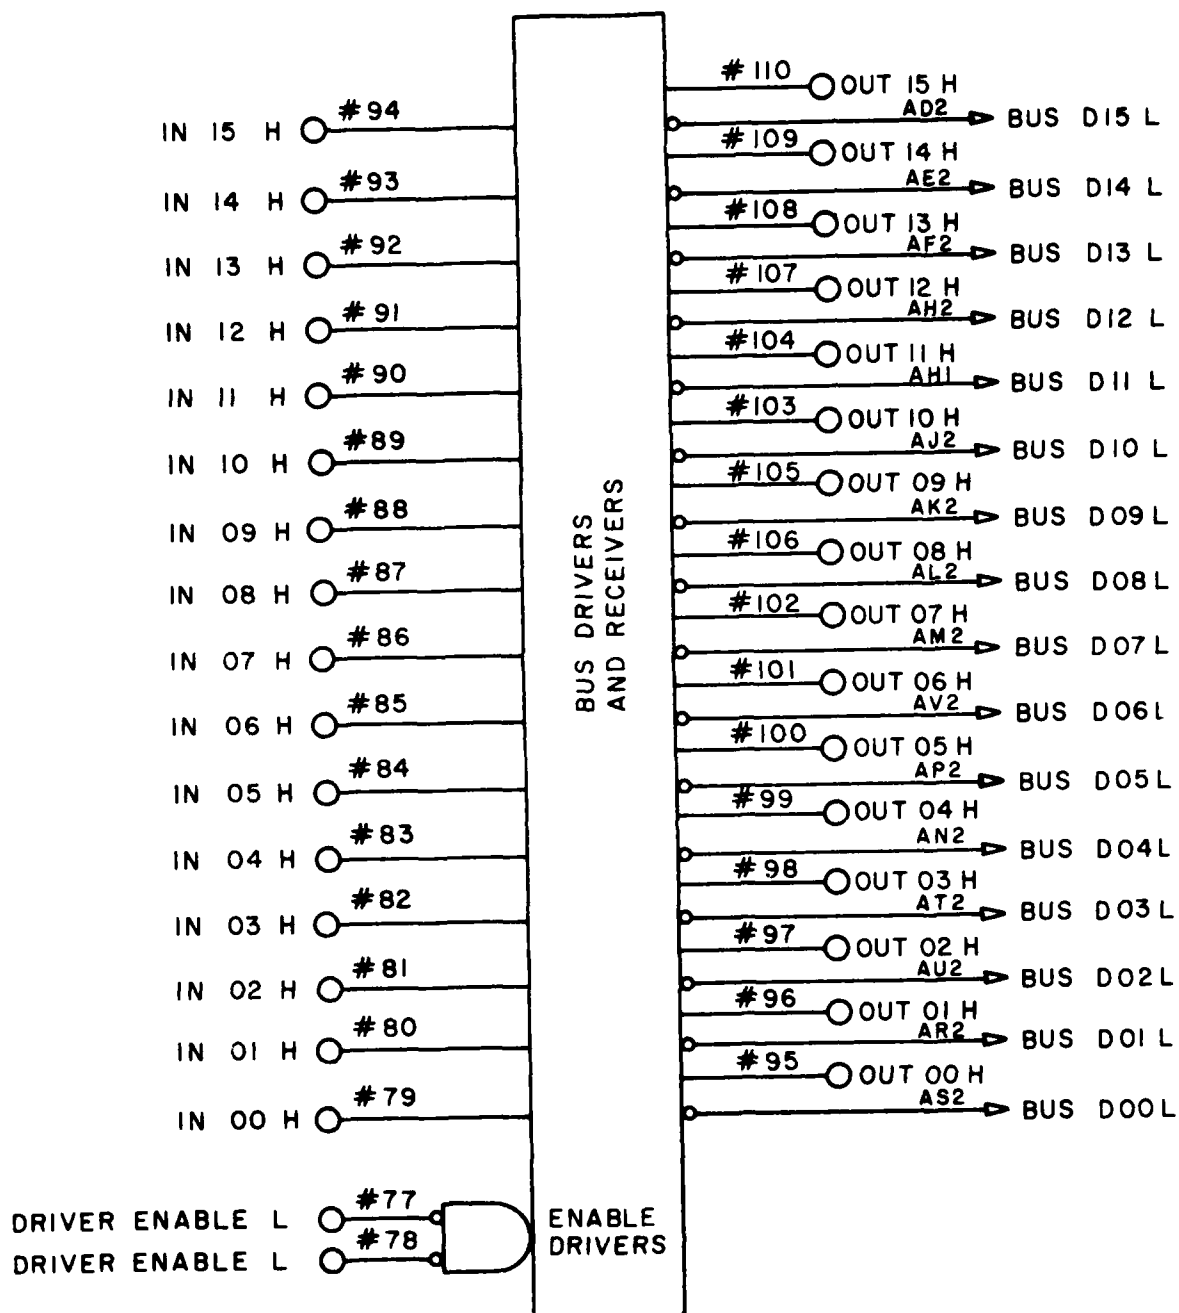 #110
OUT 15 H
IN 15 H
#94
AD2
BUS D15 L
#109
OUT 14 H
IN 14 H
#93
AE2
BUS D14 L
#108
OUT 13 H
IN 13 H
#92
AF2
BUS D13 L
#107
OUT 12 H
IN 12 H
#91
AH2
BUS D12 L
#104
OUT 11 H
IN 11 H
#90
AH1
BUS D11 L
#103
OUT 10 H
IN 10 H
#89
AJ2
BUS D10 L
#105
OUT 09 H
IN 09 H
#88
AK2
BUS D09 L
#106
OUT 08 H
IN 08 H
#87
AL2
BUS D08 L
#102
OUT 07 H
IN 07 H
#86
AM2
BUS D07 L
#101
OUT 06 H
IN 06 H
#85
AV2
BUS D06 L
#100
OUT 05 H
IN 05 H
#84
AP2
BUS D05 L
#99
OUT 04 H
IN 04 H
#83
AN2
BUS D04 L
#98
OUT 03 H
IN 03 H
#82
AT2
BUS D03 L
#97
OUT 02 H
IN 02 H
#81
AU2
BUS D02 L
#96
OUT 01 H
IN 01 H
#80
AR2
BUS D01 L
#95
OUT 00 H
IN 00 H
#79
AS2
BUS D00 L
BUS DRIVERS
AND RECEIVERS
DRIVER ENABLE L
#77
DRIVER ENABLE L
#78
ENABLE
DRIVERS